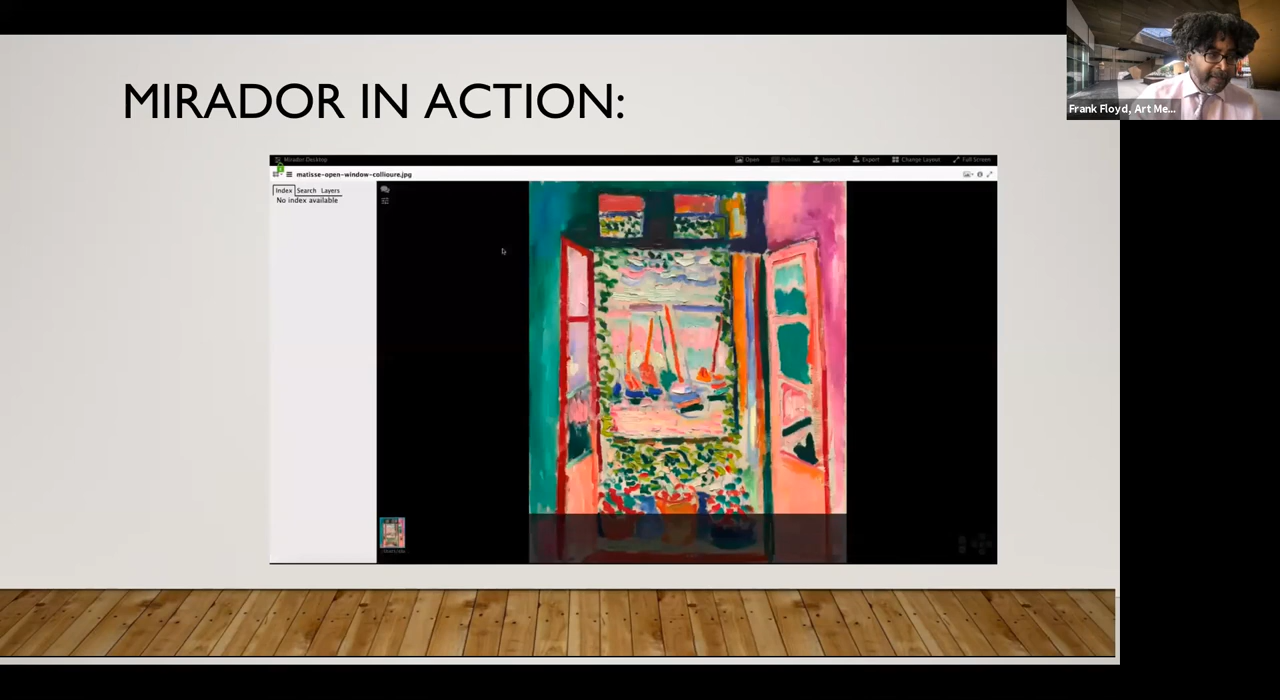 MIRADOR IN ACTION:
Frank Floyd, Art Me...
Mirador Desktop
Open
Publish
Import
Export
Change Layout
Full Screen
matisse-open-window-collioure.jpg
Index Search Layers
No index available